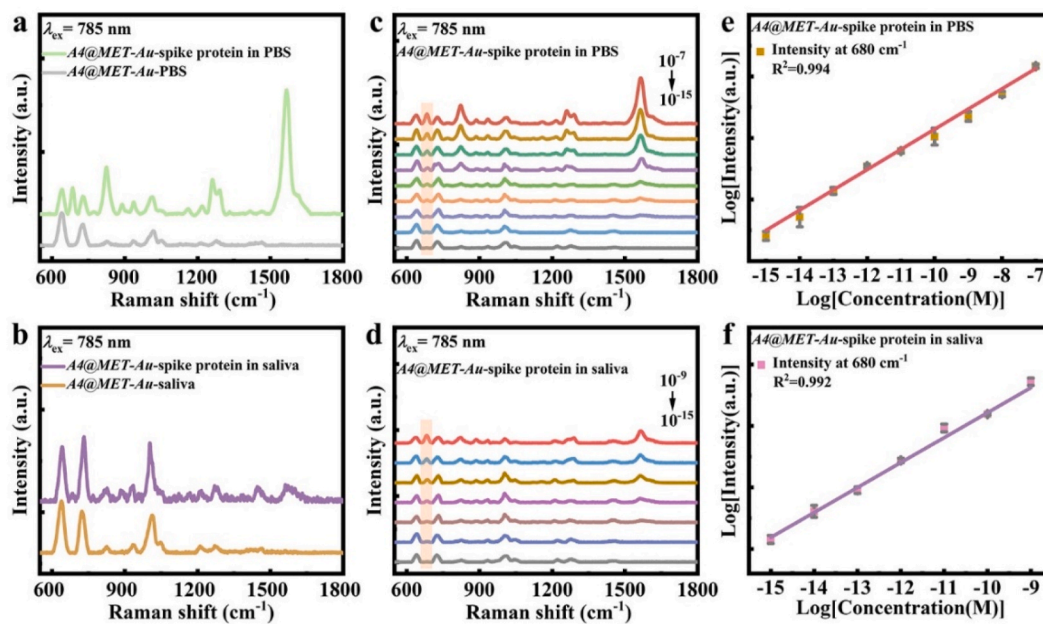 a
λex= 785 nm
A4@MET-Au-spike protein in PBS
A4@MET-Au-PBS
Intensity (a.u.)
600 900 1200 1500 1800
Raman shift (cm-1)
c
λex= 785 nm
A4@MET-Au-spike protein in PBS
10-7
10-15
Intensity (a.u.)
600 900 1200 1500 1800
Raman shift (cm-1)
e
A4@MET-Au-spike protein in PBS
Intensity at 680 cm-1
R2=0.994
Log[Intensity(a.u.)]
-15 -14 -13 -12 -11 -10 -9 -8 -7
Log[Concentration(M)]
b
λex= 785 nm
A4@MET-Au-spike protein in saliva
A4@MET-Au-saliva
Intensity (a.u.)
600 900 1200 1500 1800
Raman shift (cm-1)
d
λex= 785 nm
A4@MET-Au-spike protein in saliva
10-9
10-15
Intensity (a.u.)
600 900 1200 1500 1800
Raman shift (cm-1)
f
A4@MET-Au-spike protein in saliva
Intensity at 680 cm-1
R2=0.992
Log[Intensity(a.u.)]
-15 -14 -13 -12 -11 -10 -9
Log[Concentration(M)]